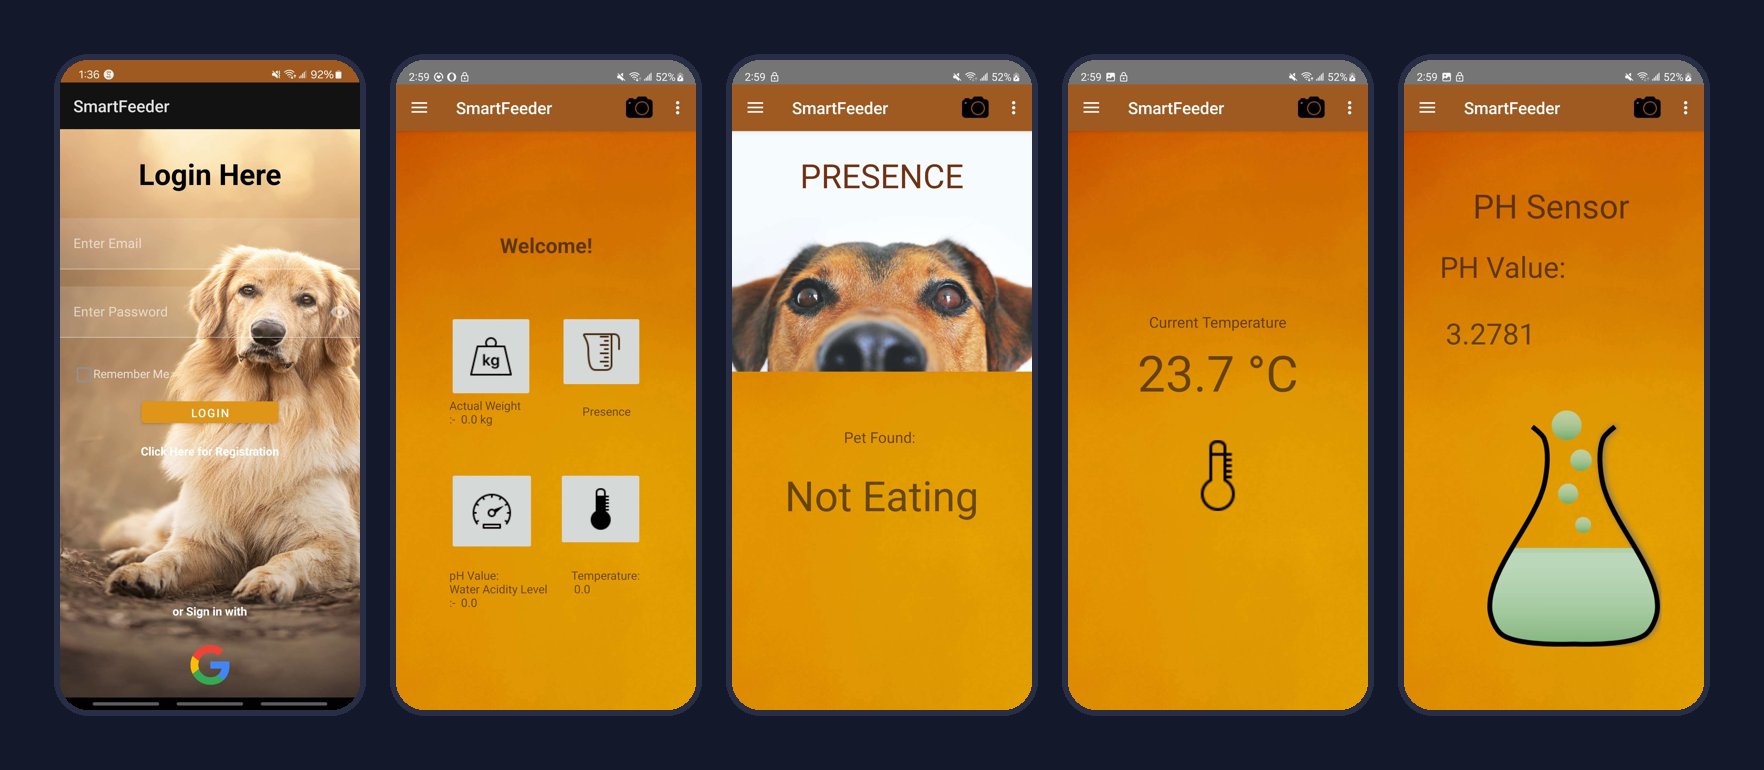 1:36
92%
SmartFeeder
Login Here
Enter Email
Enter Password
Remember Me
LOGIN
Click Here for Registration
or Sign in with
2:59
52%
SmartFeeder
Welcome!
kg
Actual Weight
:- 0.0 kg
Presence
pH Value:
Water Acidity Level
:- 0.0
Temperature:
0.0
2:59
52%
SmartFeeder
PRESENCE
Pet Found:
Not Eating
2:59
52%
SmartFeeder
Current Temperature
23.7 °C
2:59
52%
SmartFeeder
PH Sensor
PH Value:
3.2781